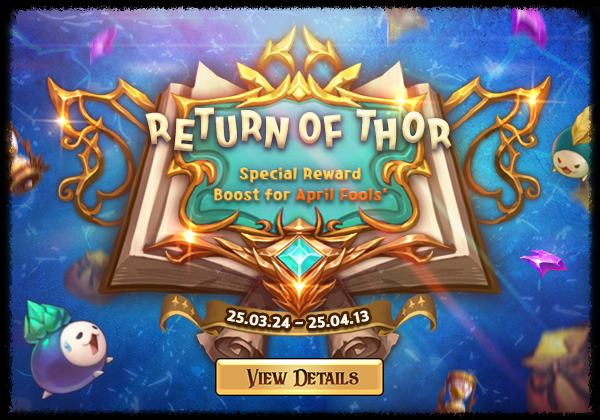 RETURN OF THOR
Special Reward
Boost for April Fools'
25.03.24 – 25.04.13
VIEW DETAILS